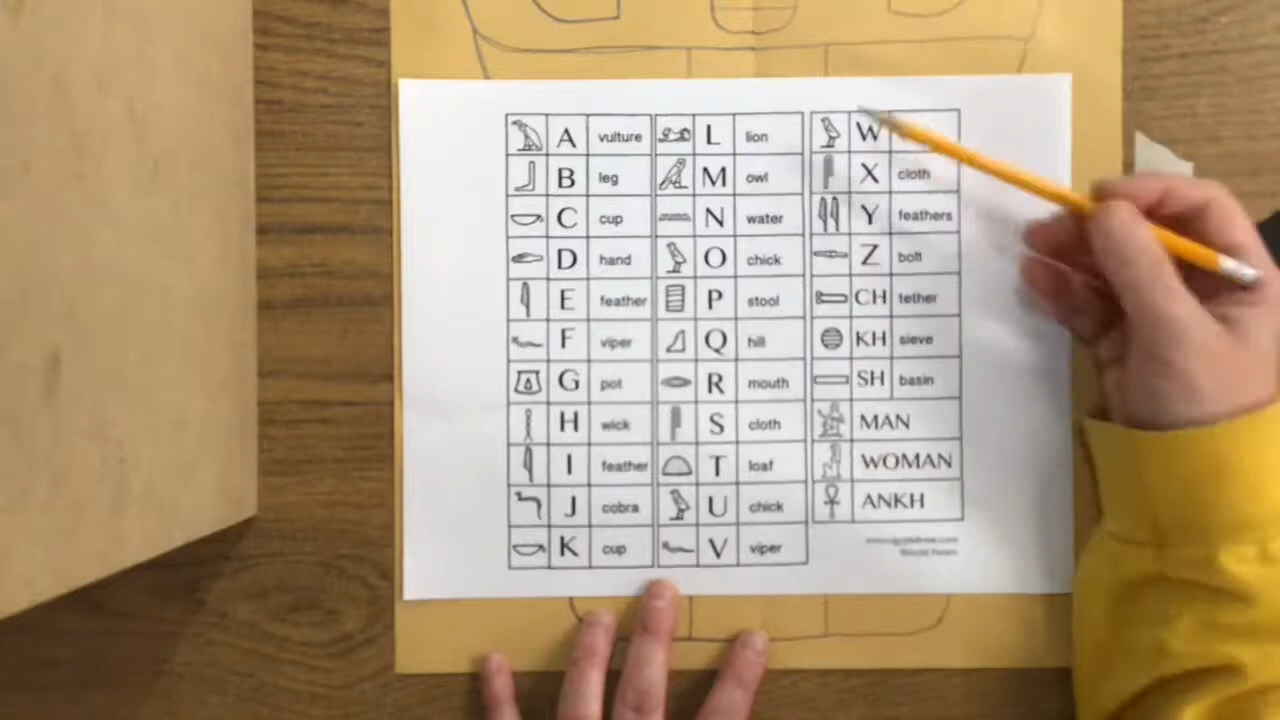 A vulture
B leg
C cup
D hand
E feather
F viper
G pot
H wick
I feather
J cobra
K cup
L lion
M owl
N water
O chick
P stool
Q hill
R mouth
S cloth
T loaf
U chick
V viper
W
X cloth
Y feathers
Z bolt
CH tether
KH sieve
SH basin
MAN
WOMAN
ANKH